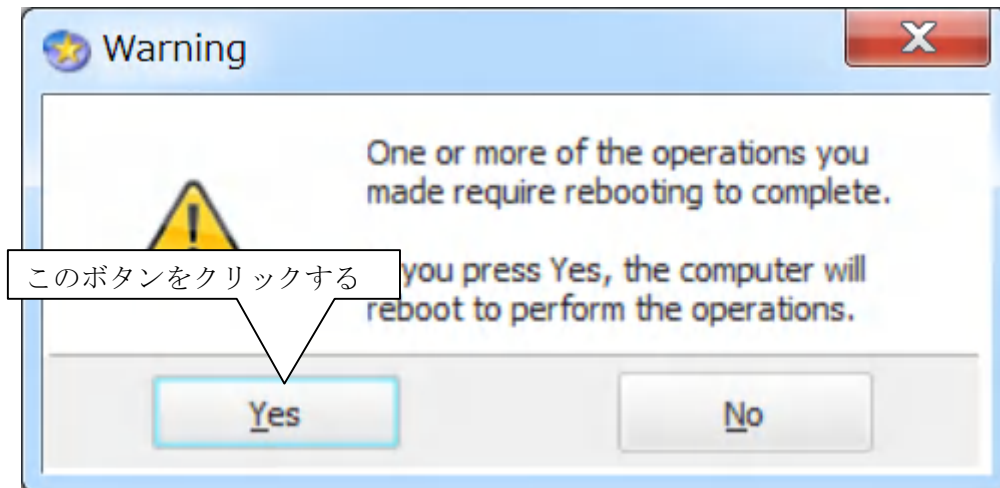 Warning
One or more of the operations you
made require rebooting to complete.
このボタンをクリックする
you press Yes, the computer will
reboot to perform the operations.
Yes
No